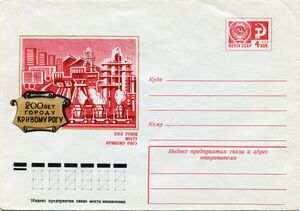 200 ЛЕТ
ГОРОДУ
КРИВОМУ РОГУ
200 РОКІВ
МІСТУ
КРИВОМУ РОГУ
ПОЧТА СССР
4 КОП.
Куда
Кому
Индекс предприятия связи и адрес
отправителя
Индекс предприятия связи места назначения